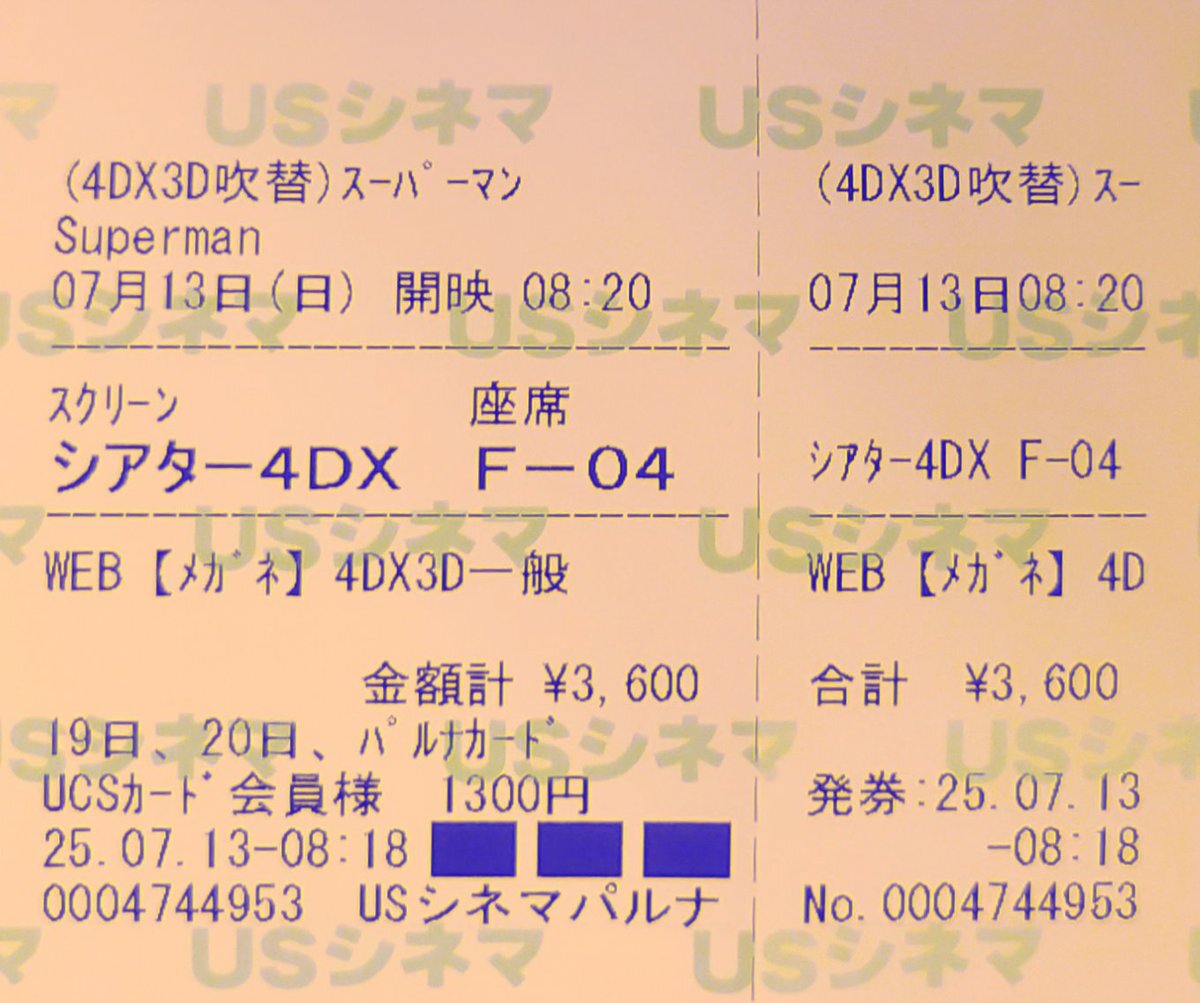 (4DX3D吹替)スーパーマン
Superman
07月13日(日) 開映 08:20
スクリーン 座席
シアター4DX F-04
WEB【メガネ】4DX3D一般
金額計 ¥3,600
19日、20日、パルナカード
UCSカード会員様 1300円
25.07.13-08:18
0004744953 USシネマパルナ
(4DX3D吹替)スー
07月13日08:20
シアター4DX F-04
WEB【メガネ】4D
合計 ¥3,600
発券:25.07.13
-08:18
No.0004744953
USシネマ